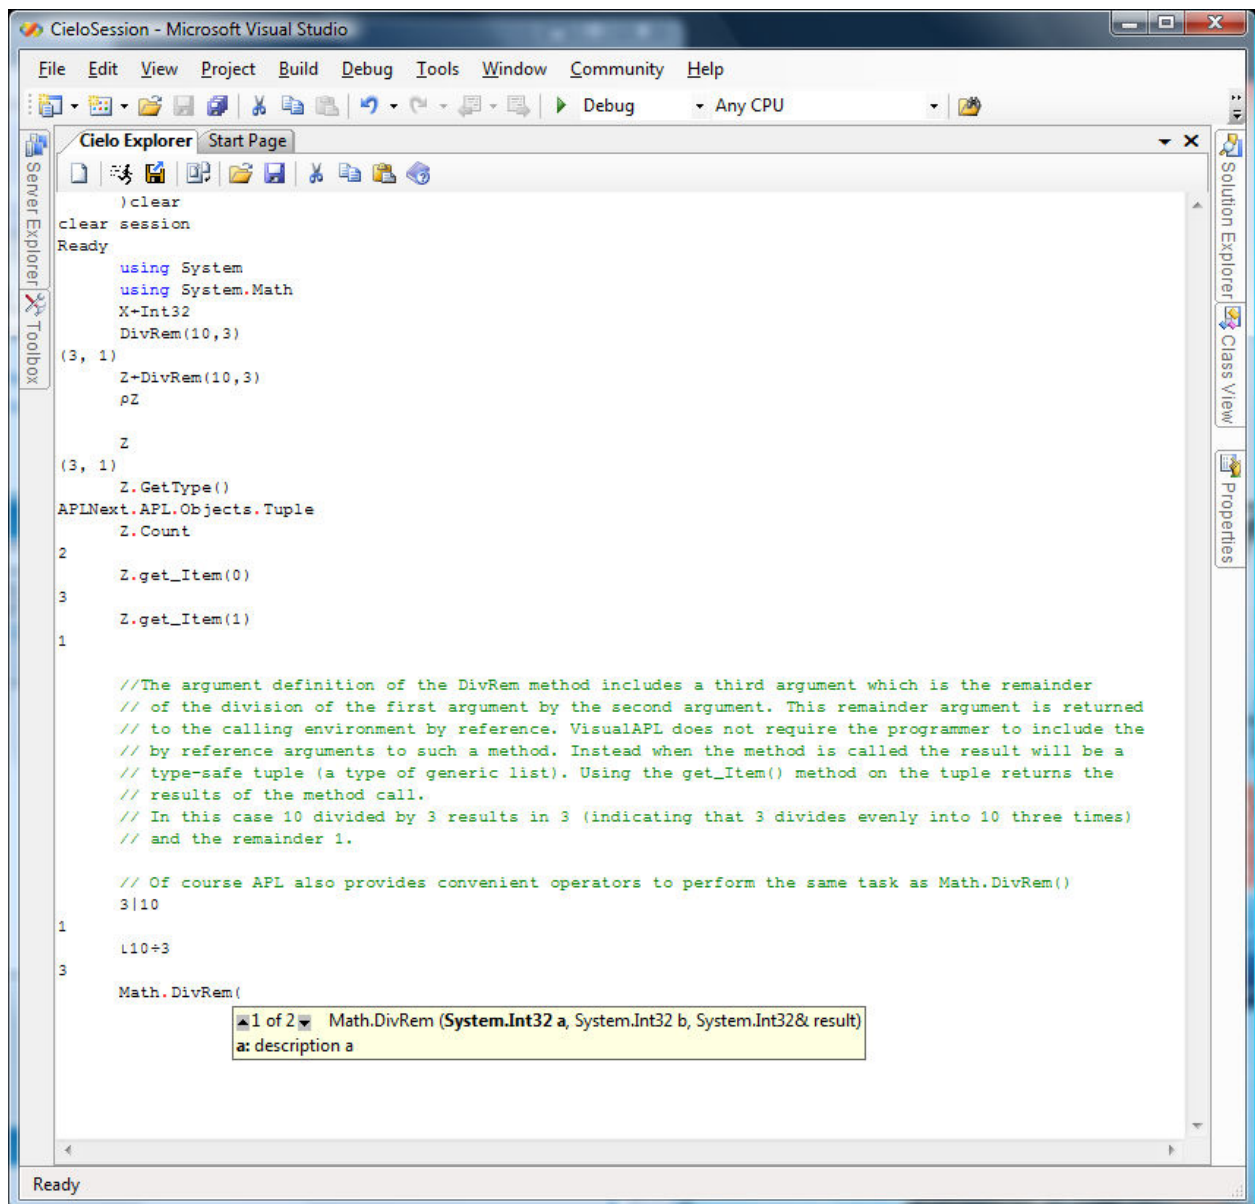 CieloSession - Microsoft Visual Studio
File Edit View Project Build Debug Tools Window Community Help
Debug Any CPU
Cielo Explorer Start Page
Server Explorer
Toolbox
)clear
clear session
Ready
using System
using System.Math
X←Int32
DivRem(10,3)
(3, 1)
Z←DivRem(10,3)
⍴Z
Z
(3, 1)
Z.GetType()
APLNext.APL.Objects.Tuple
Z.Count
2
Z.get_Item(0)
3
Z.get_Item(1)
1
//The argument definition of the DivRem method includes a third argument which is the remainder
// of the division of the first argument by the second argument. This remainder argument is returned
// to the calling environment by reference. VisualAPL does not require the programmer to include the
// by reference arguments to such a method. Instead when the method is called the result will be a
// type-safe tuple (a type of generic list). Using the get_Item() method on the tuple returns the
// results of the method call.
// In this case 10 divided by 3 results in 3 (indicating that 3 divides evenly into 10 three times)
// and the remainder 1.
// Of course APL also provides convenient operators to perform the same task as Math.DivRem()
3|10
1
⌊10÷3
3
Math.DivRem(
1 of 2 Math.DivRem (System.Int32 a, System.Int32 b, System.Int32& result)
a: description a
Solution Explorer
Class View
Properties
Ready